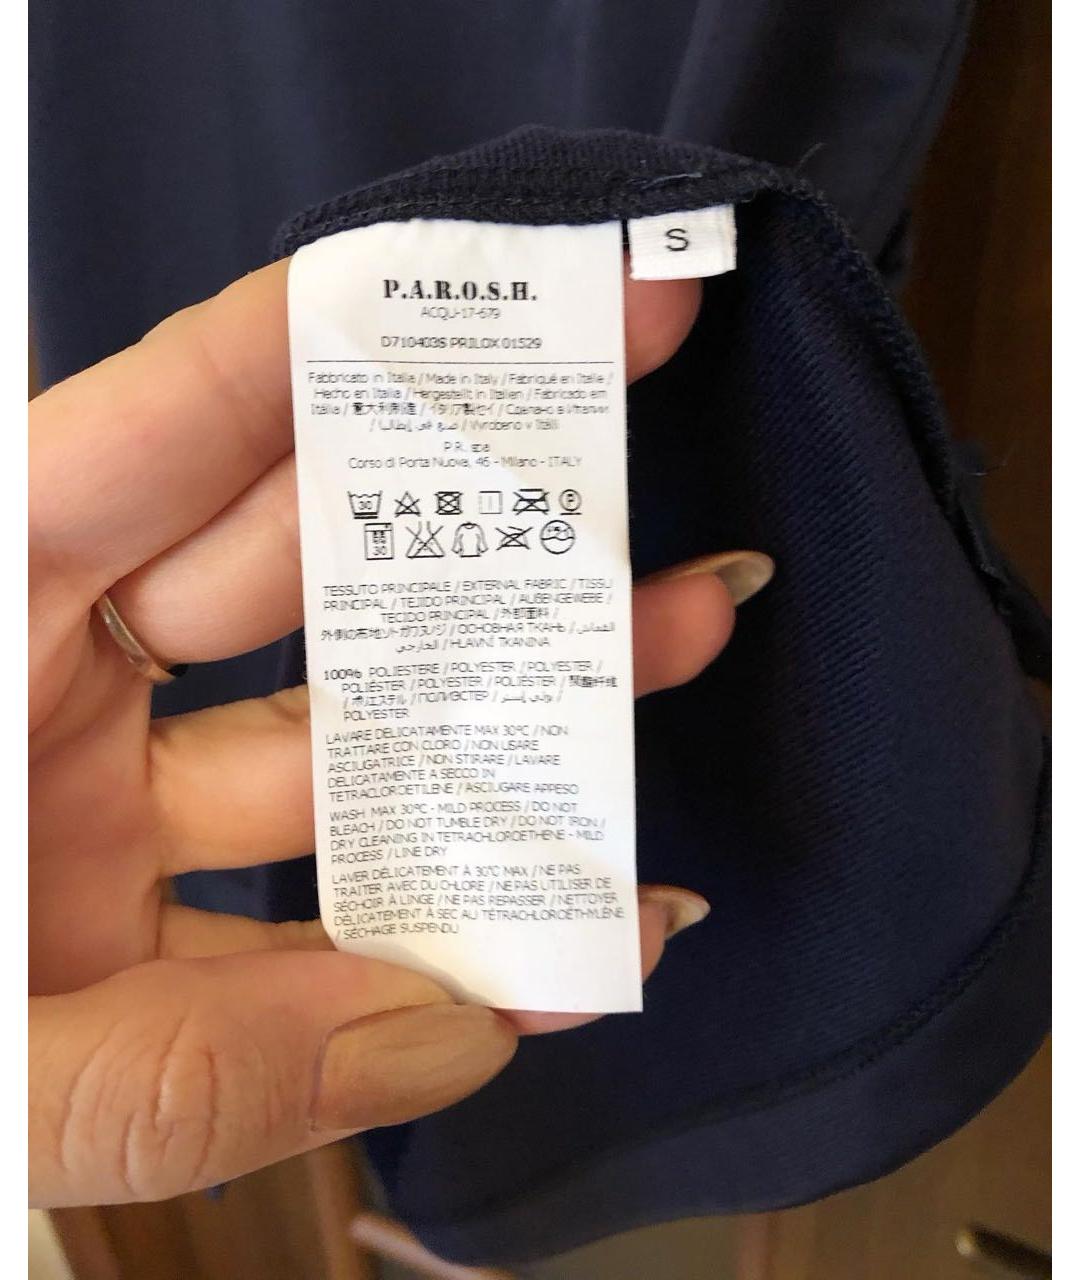 S
P.A.R.O.S.H.
ACQU-17-679
D710403S PRILOX 01529
Fabbricato in Italia / Made in Italy / Fabriqué en Italie /
Hecho en Italia / Hergestellt in Italien / Fabricado em
Itália / 意大利制造 / イタリア製セイ / Сделано в Италии
/ صنع في إيطاليا / Vyrobeno v Itálii
P.R. spa
Corso di Porta Nuova, 46 - Milano - ITALY
30
P
30
TESSUTO PRINCIPALE / EXTERNAL FABRIC / TISSU
PRINCIPAL / TEJIDO PRINCIPAL / AUßENGEWEBE /
TECIDO PRINCIPAL / 外部面料 /
外側の布地 / ОСНОВНАЯ ТКАНЬ / القماش
الخارجي / HLAVNÍ TKANINA
100% POLIESTERE / POLYESTER / POLYESTER /
POLIÉSTER / POLYESTER / POLIÉSTER / 聚酯纤维
/ ポリエステル / ПОЛИЭСТЕР / بولي إستر /
POLYESTER
LAVARE DELICATAMENTE MAX 30°C / NON
TRATTARE CON CLORO / NON USARE
ASCIUGATRICE / NON STIRARE / LAVARE
DELICATAMENTE A SECCO IN
TETRACLOROETILENE / ASCIUGARE APPESO
WASH MAX 30°C - MILD PROCESS / DO NOT
BLEACH / DO NOT TUMBLE DRY / DO NOT IRON /
DRY CLEANING IN TETRACHLOROETHENE - MILD
PROCESS / LINE DRY
LAVER DÉLICATEMENT À 30°C MAX / NE PAS
TRAITER AVEC DU CHLORE / NE PAS UTILISER DE
SÉCHOIR À LINGE / NE PAS REPASSER / NETTOYER
DÉLICATEMENT À SEC AU TÉTRACHLOROÉTHYLÈNE
/ SÉCHAGE SUSPENDU